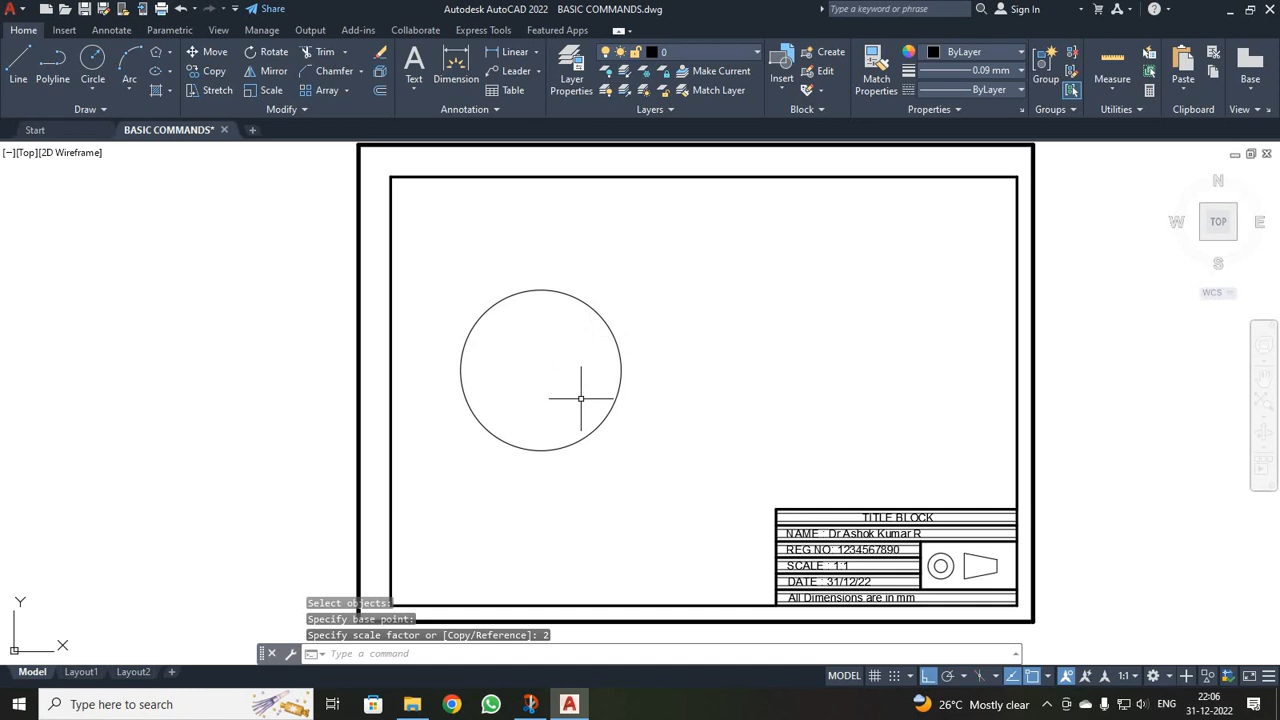 Share
Autodesk AutoCAD 2022 BASIC COMMANDS.dwg
Type a keyword or phrase
Sign In
Home Insert Annotate Parametric View Manage Output Add-ins Collaborate Express Tools Featured Apps
Line
Polyline
Circle
Arc
Move
Copy
Stretch
Rotate
Mirror
Scale
Trim
Chamfer
Array
Text
Dimension
Linear
Leader
Table
Layer
Properties
0
Make Current
Match Layer
Insert
Create
Edit
Match
Properties
ByLayer
0.09 mm
ByLayer
Group
Measure
Paste
Base
Draw
Modify
Annotation
Layers
Block
Properties
Groups
Utilities
Clipboard
View
Start
BASIC COMMANDS*
[−][Top][2D Wireframe]
N
W
TOP
E
S
WCS
TITLE BLOCK
NAME : Dr Ashok Kumar R
REG NO: 1234567890
SCALE : 1:1
DATE : 31/12/22
All Dimensions are in mm
Y
X
Select objects:
Specify base point:
Specify scale factor or [Copy/Reference]: 2
Type a command
Model Layout1 Layout2
MODEL
1:1
Type here to search
26°C Mostly clear
ENG
22:06
31-12-2022